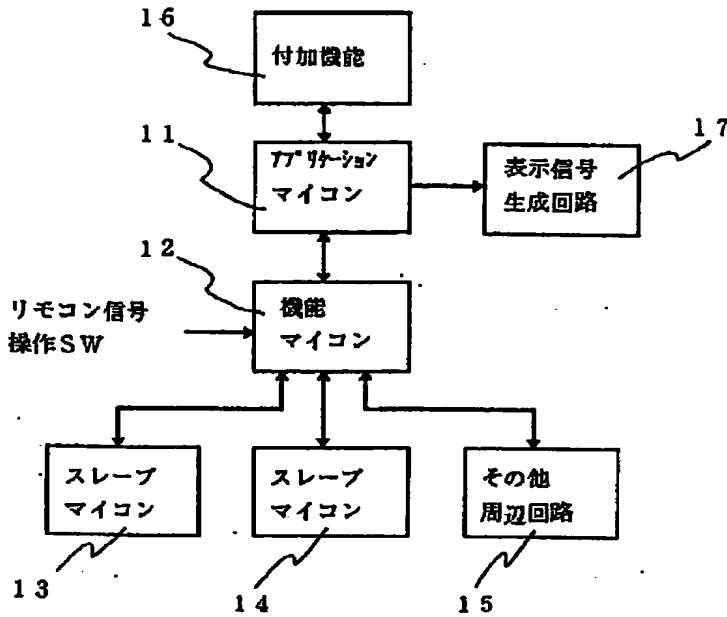 16
付加機能
11
アプリケーション
マイコン
17
表示信号
生成回路
12
機能
マイコン
リモコン信号
操作SW
スレーブ
マイコン
スレーブ
マイコン
その他
周辺回路
13
14
15